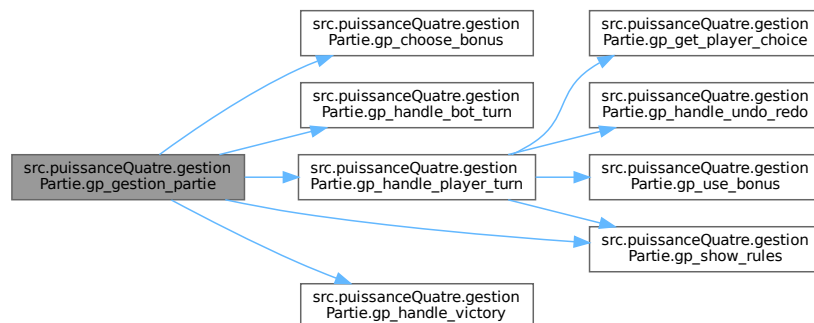 src.puissanceQuatre.gestion
Partie.gp_gestion_partie
src.puissanceQuatre.gestion
Partie.gp_choose_bonus
src.puissanceQuatre.gestion
Partie.gp_handle_bot_turn
src.puissanceQuatre.gestion
Partie.gp_handle_player_turn
src.puissanceQuatre.gestion
Partie.gp_handle_victory
src.puissanceQuatre.gestion
Partie.gp_get_player_choice
src.puissanceQuatre.gestion
Partie.gp_handle_undo_redo
src.puissanceQuatre.gestion
Partie.gp_use_bonus
src.puissanceQuatre.gestion
Partie.gp_show_rules